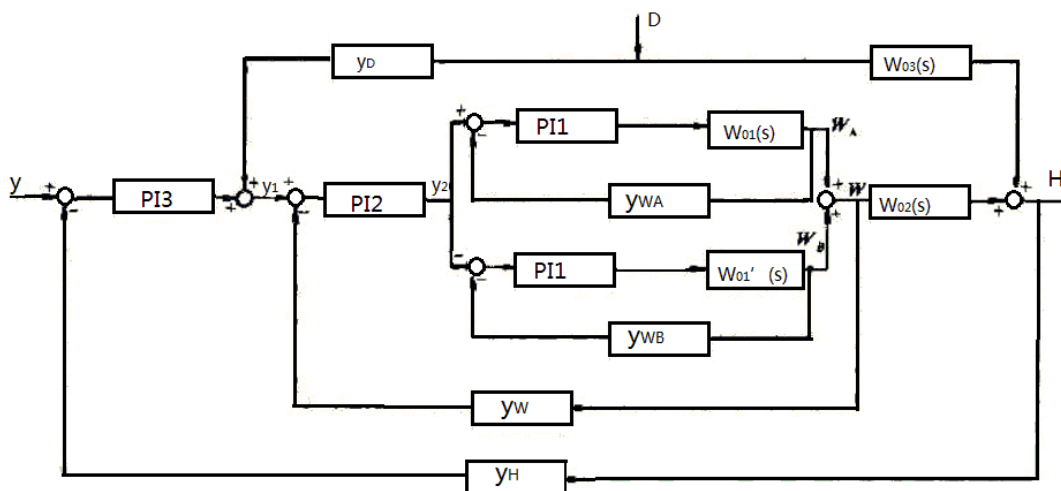 D
yD
W03(s)
+
+
-
PI1
W01(s)
WA
y
+
-
PI3
+
+
y1
+
-
PI2
y2
yWA
+
+
W
W02(s)
+
+
H
WB
-
-
PI1
W01' (s)
yWB
yW
yH